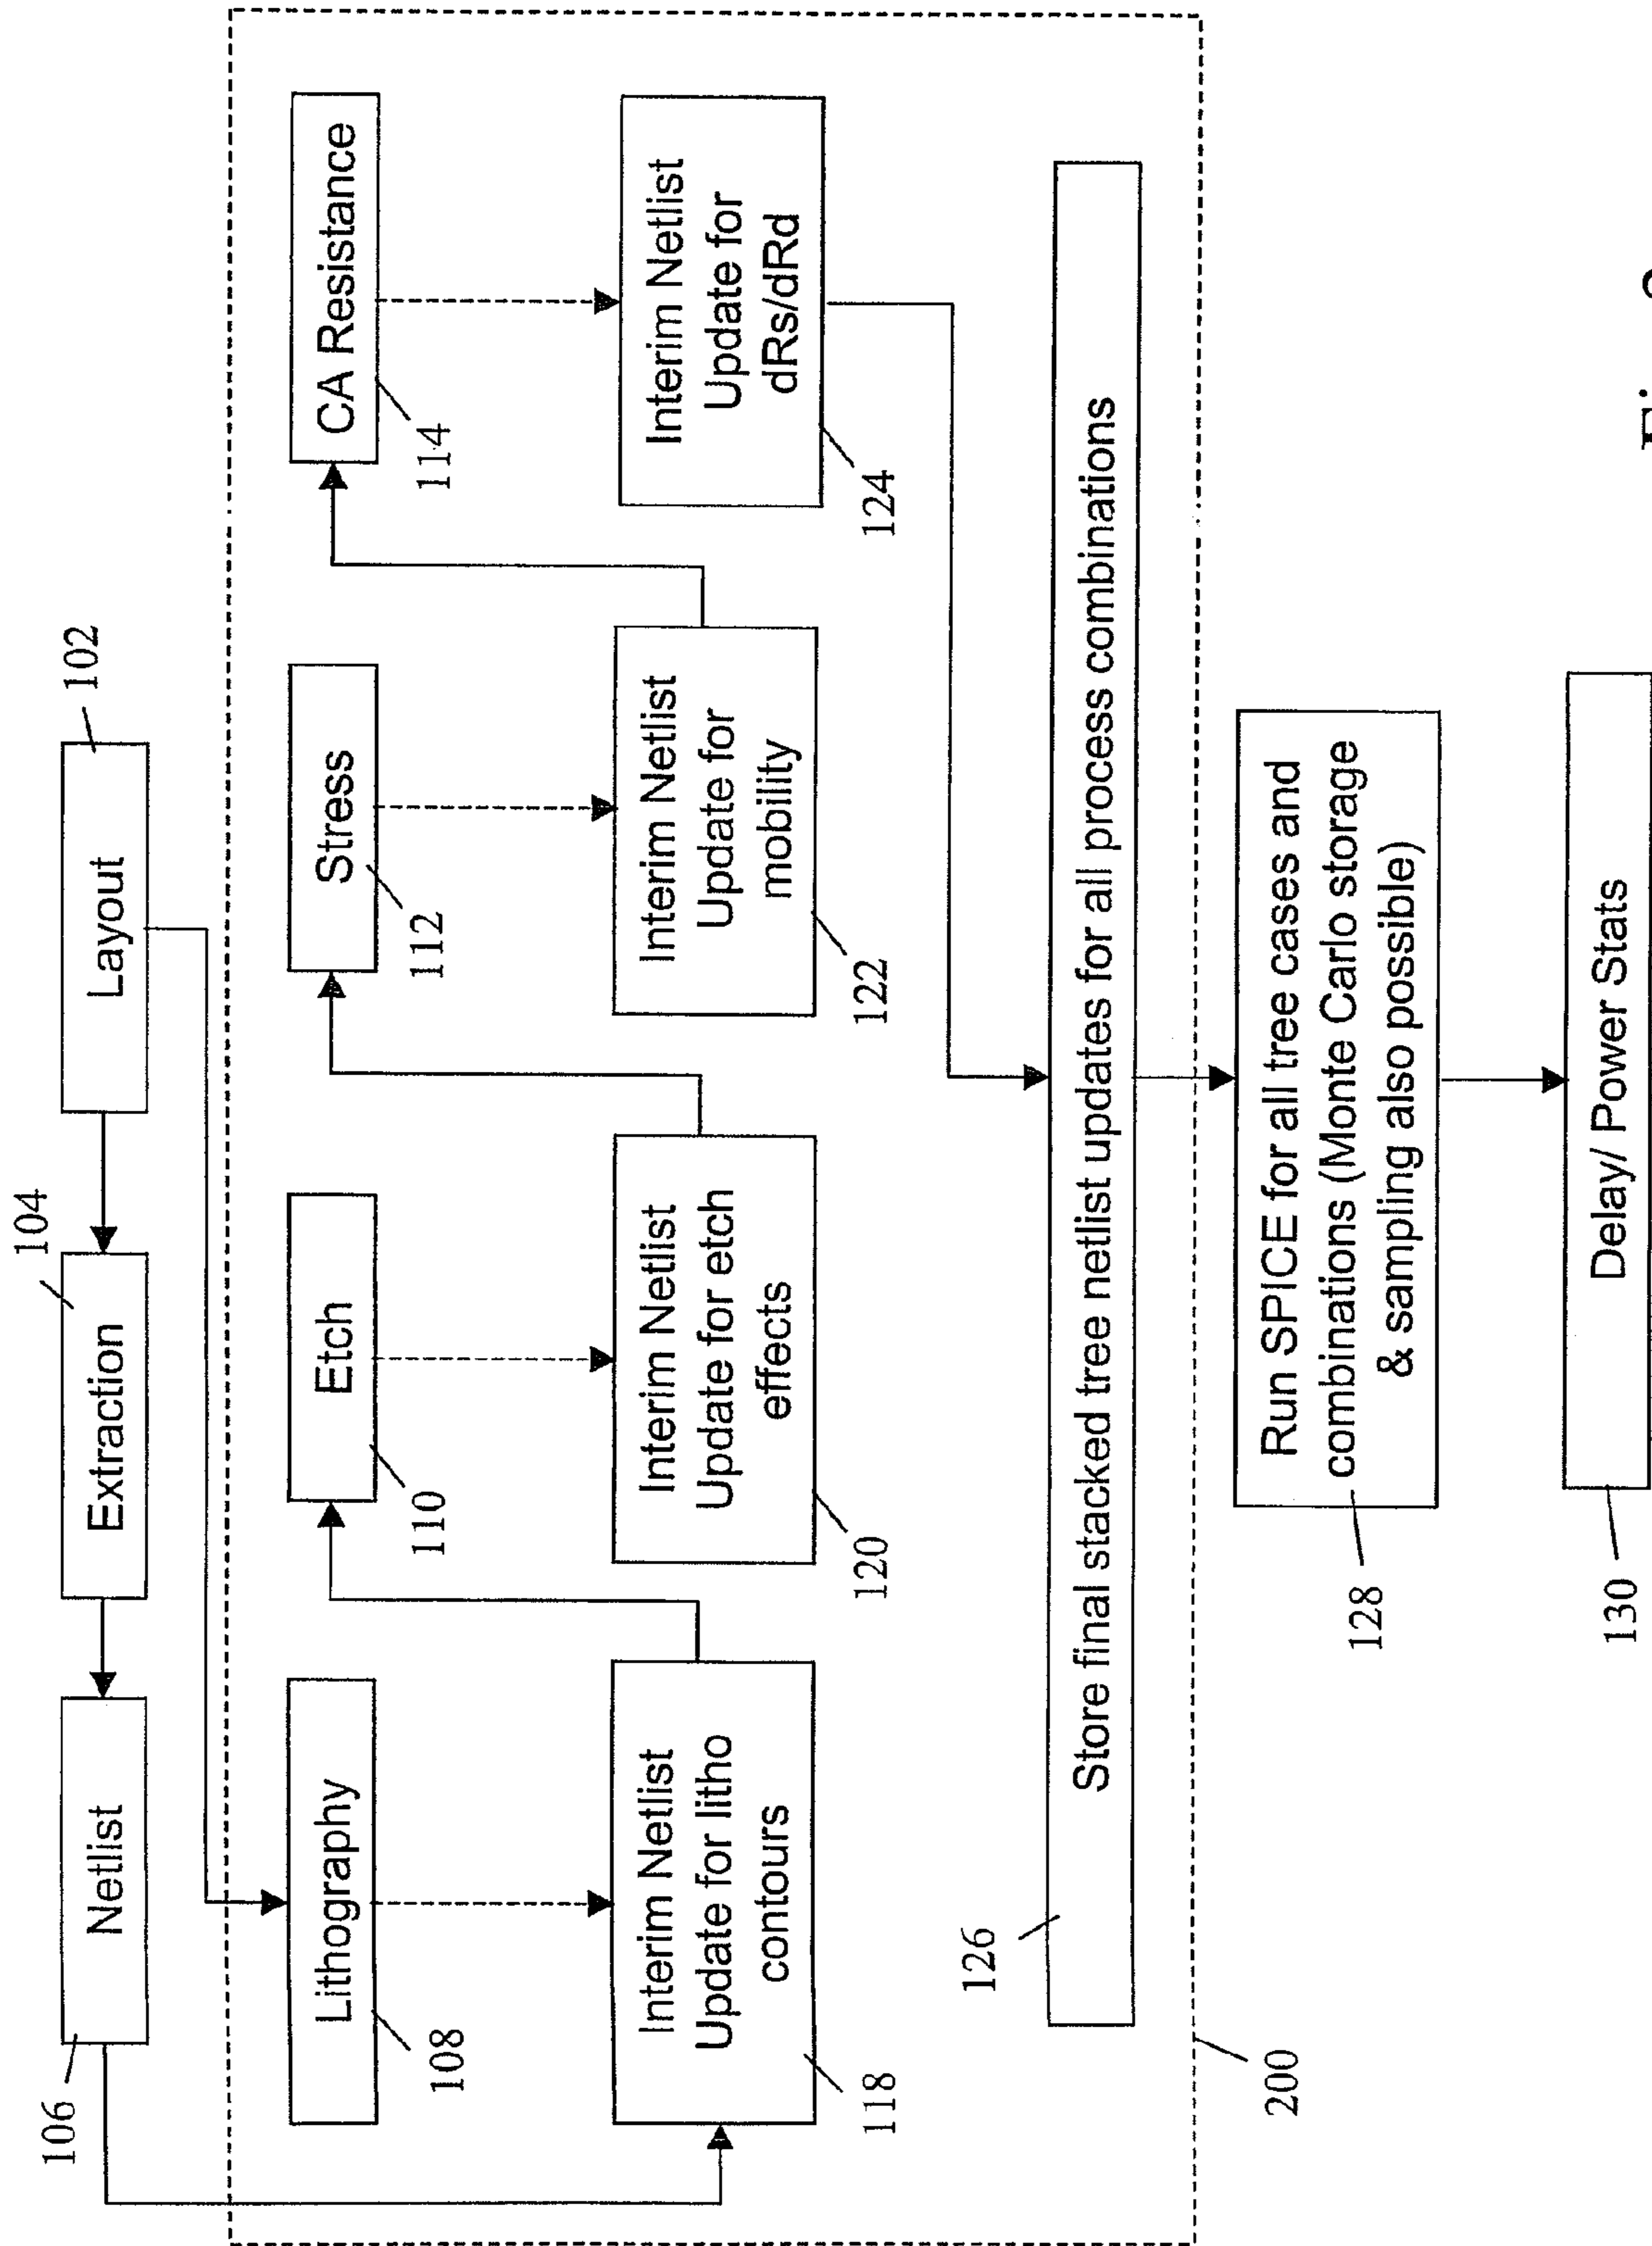 102
104
106
Layout
Extraction
Netlist
Lithography
108
Etch
110
Stress
112
CA Resistance
114
Interim Netlist
Update for litho
contours
118
Interim Netlist
Update for etch
effects
120
Interim Netlist
Update for
mobility
122
Interim Netlist
Update for
dRs/dRd
124
126
Store final stacked tree netlist updates for all process combinations
200
Run SPICE for all tree cases and
combinations (Monte Carlo storage
& sampling also possible)
128
Delay/ Power Stats
130